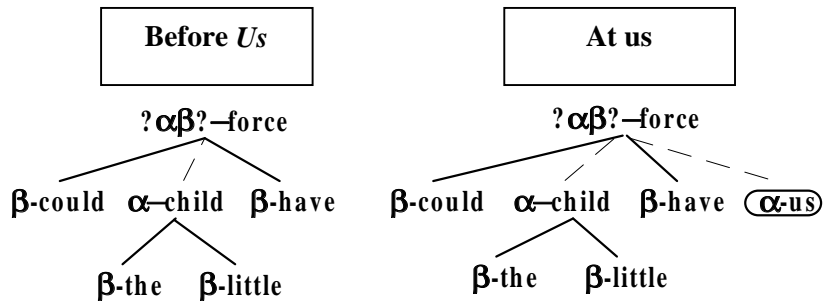 Before Us At us
?αβ?–force ?αβ?–force
β-could α–child β-have β-could α–child β-have α-us
β-the β-little β-the β-little